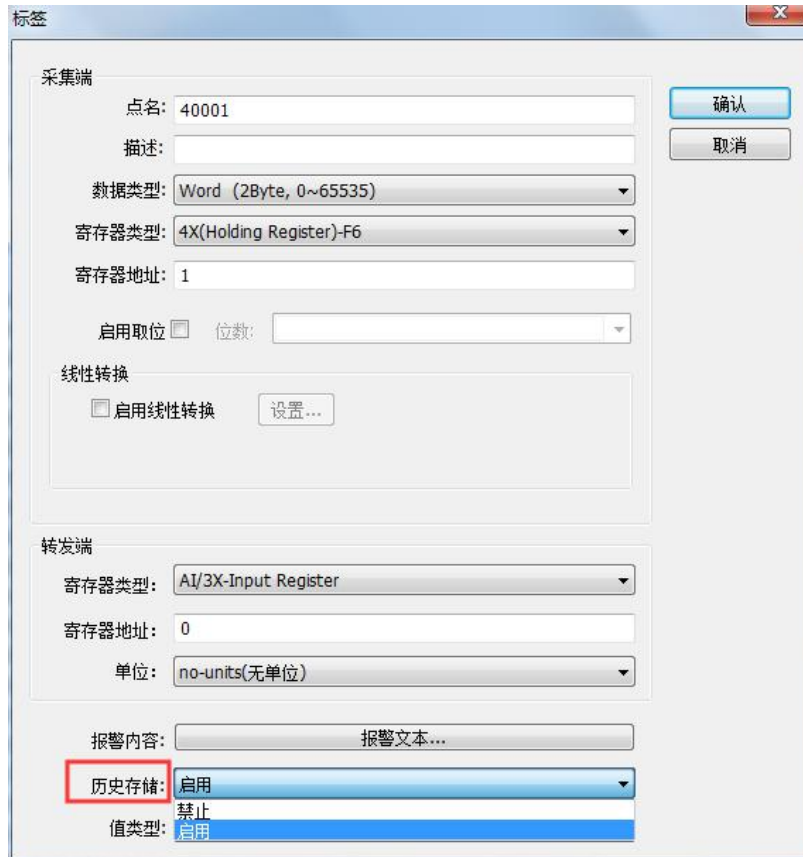 标签
采集端
点名: 40001
确认
描述:
取消
数据类型: Word (2Byte, 0~65535)
寄存器类型: 4X(Holding Register)-F6
寄存器地址: 1
启用取位 位数:
线性转换
启用线性转换 设置...
转发端
寄存器类型: AI/3X-Input Register
寄存器地址: 0
单位: no-units(无单位)
报警内容: 报警文本...
历史存储: 启用
禁止
值类型: 启用